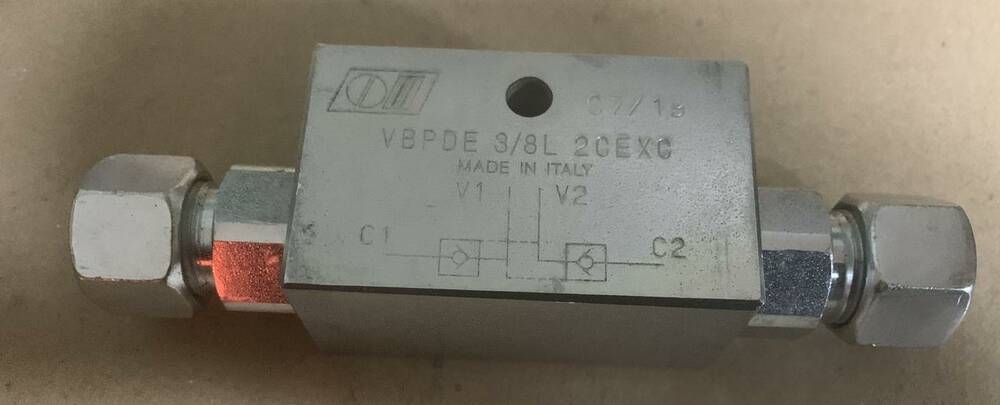 07/19
VBPDE 3/8L 2CEXC
MADE IN ITALY
V1 V2
C1 C2